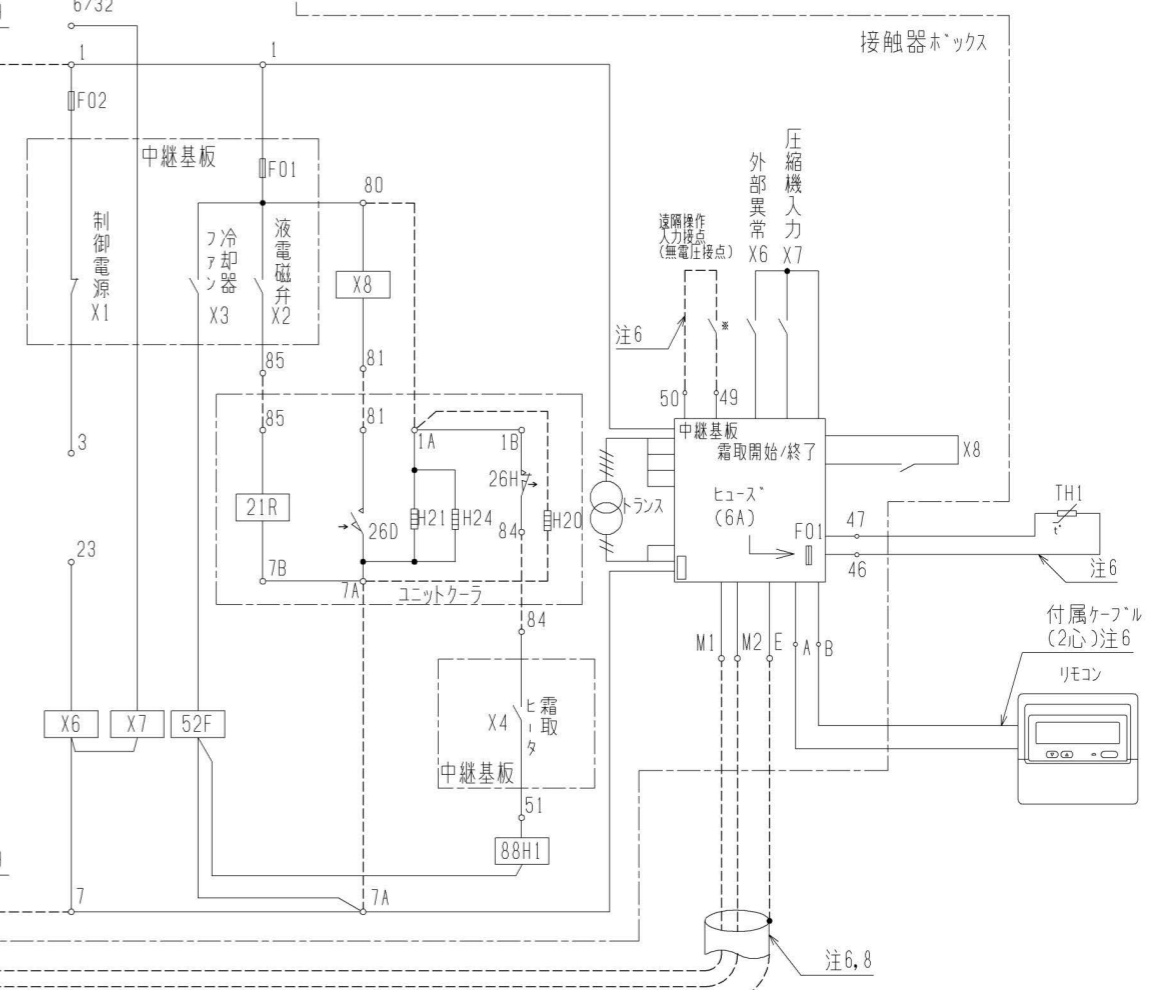 6/32
接触器ボックス
1
1
F02
中継基板
F01
80
制御電源
X1
冷却器
ファン
X3
液電磁弁
X2
X8
遠隔操作
入力接点
(無電圧接点)
外部異常
X6
圧縮機入力
X7
注6
※
85
81
50
49
85
81
1A
1B
中継基板
霜取開始/終了
X8
3
26H
トランス
ヒューズ
(6A)
F01
47
46
TH1
t°
注6
21R
26D
H21
H24
84
H20
23
7B
7A
ユニットクーラ
84
M1
M2
E
A
B
付属ケーブル
(2心)注6
リモコン
X6
X7
52F
X4
霜取
ヒータ
中継基板
51
88H1
7
7A
注6,8